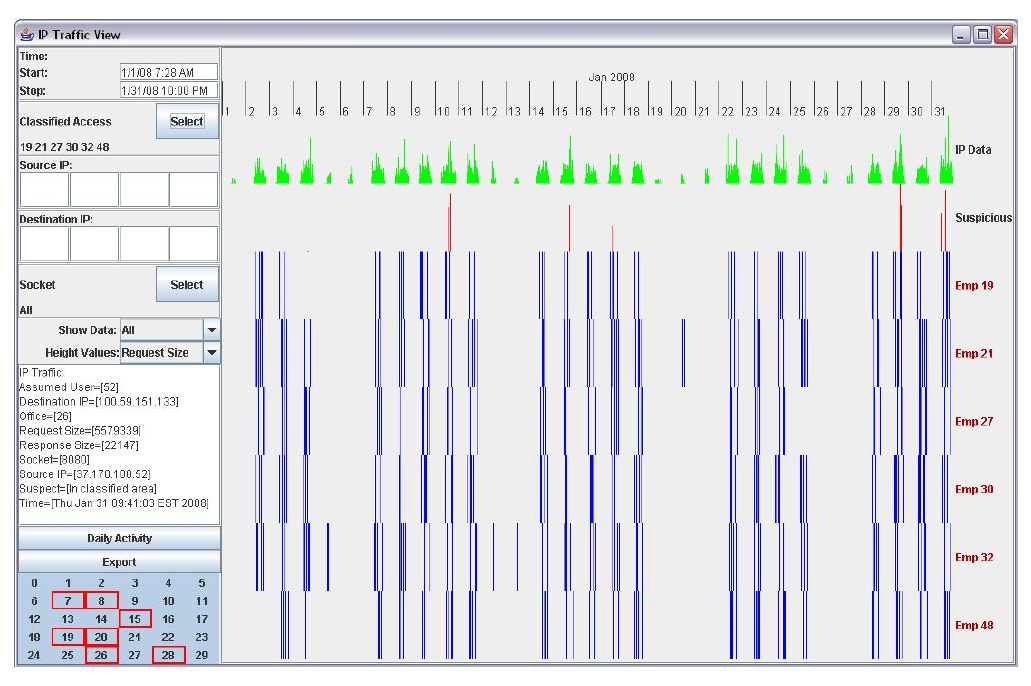 IP Traffic View
Time:
Start: 1/1/08 7:28 AM
Stop: 1/31/08 10:00 PM
Classified Access Select
19 21 27 30 32 48
Source IP:
Destination IP:
Socket Select
All
Show Data: All
Height Values: Request Size
IP Traffic:
Assumed User=[52]
Destination IP=[100.59.151.133]
Office=[26]
Request Size=[5579339]
Response Size=[22147]
Socket=[8080]
Source IP=[37.170.100.52]
Suspect=[In classified area]
Time=[Thu Jan 31 09:41:03 EST 2008]
Daily Activity
Export
0 1 2 3 4 5
6 7 8 9 10 11
12 13 14 15 16 17
18 19 20 21 22 23
24 25 26 27 28 29
Jan 2008
1 2 3 4 5 6 7 8 9 10 11 12 13 14 15 16 17 18 19 20 21 22 23 24 25 26 27 28 29 30 31
IP Data
Suspicious
Emp 19
Emp 21
Emp 27
Emp 30
Emp 32
Emp 48